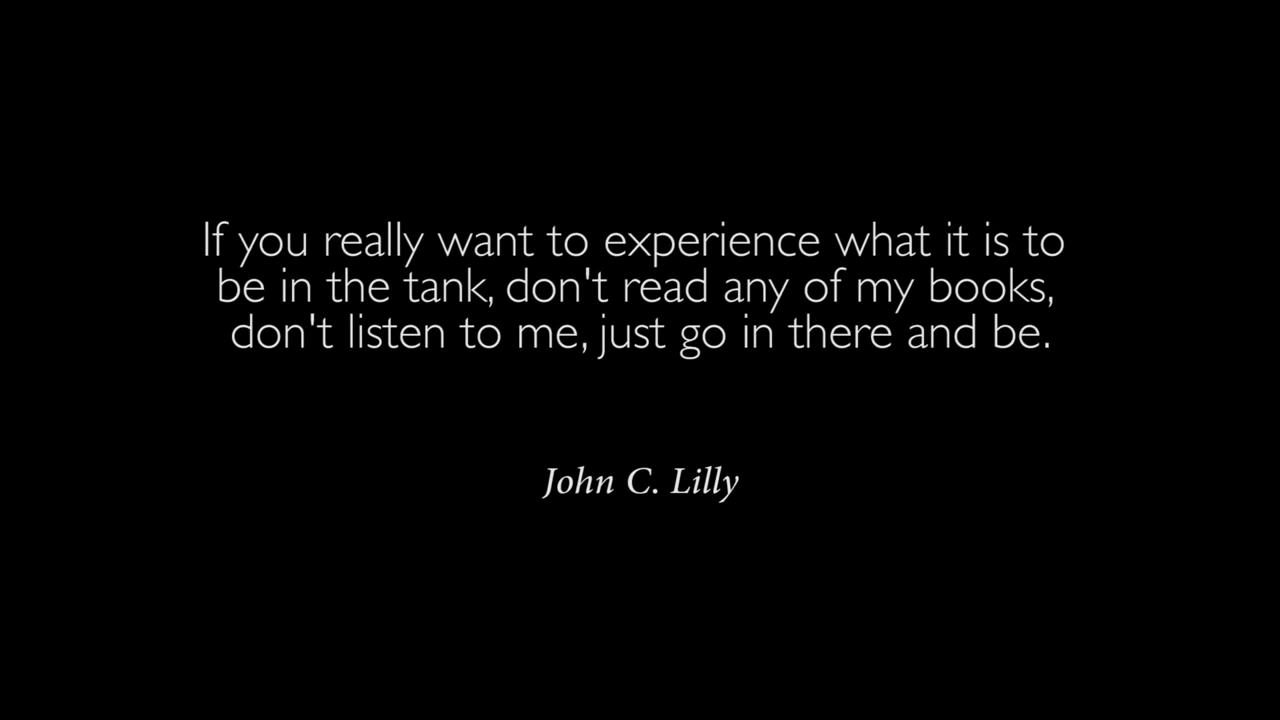 If you really want to experience what it is to
be in the tank, don't read any of my books,
don't listen to me, just go in there and be.
John C. Lilly